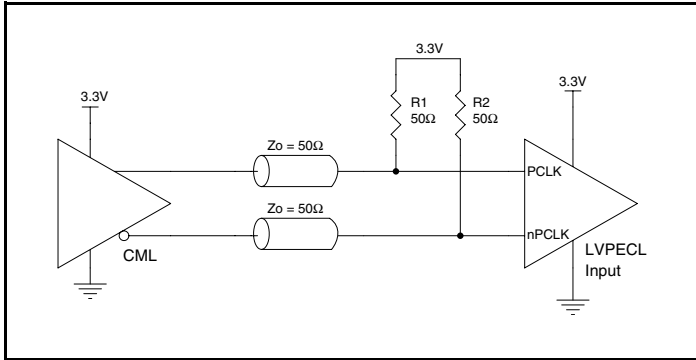 3.3V
3.3V
3.3V
R1
50Ω
R2
50Ω
Zo = 50Ω
PCLK
Zo = 50Ω
nPCLK
CML
LVPECL
Input